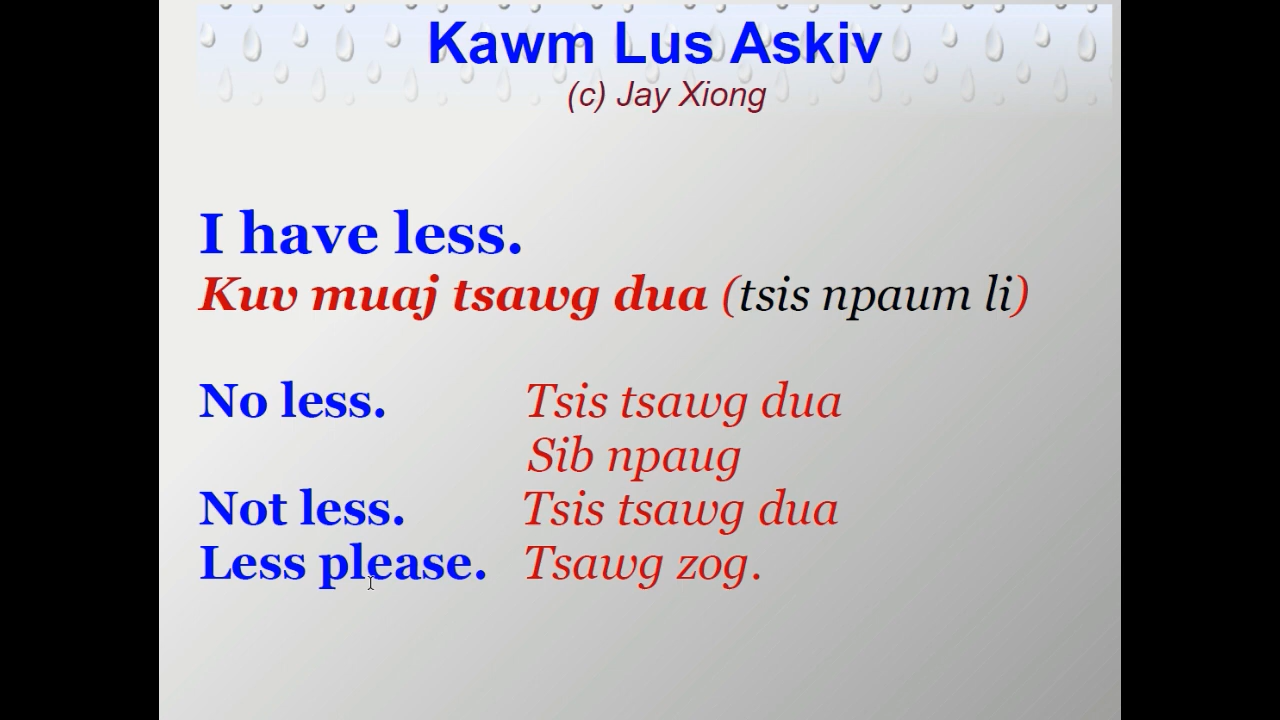 Kawm Lus Askiv
(c) Jay Xiong
I have less.
Kuv muaj tsawg dua (tsis npaum li)
No less. Tsis tsawg dua
Sib npaug
Not less. Tsis tsawg dua
Less please. Tsawg zog.